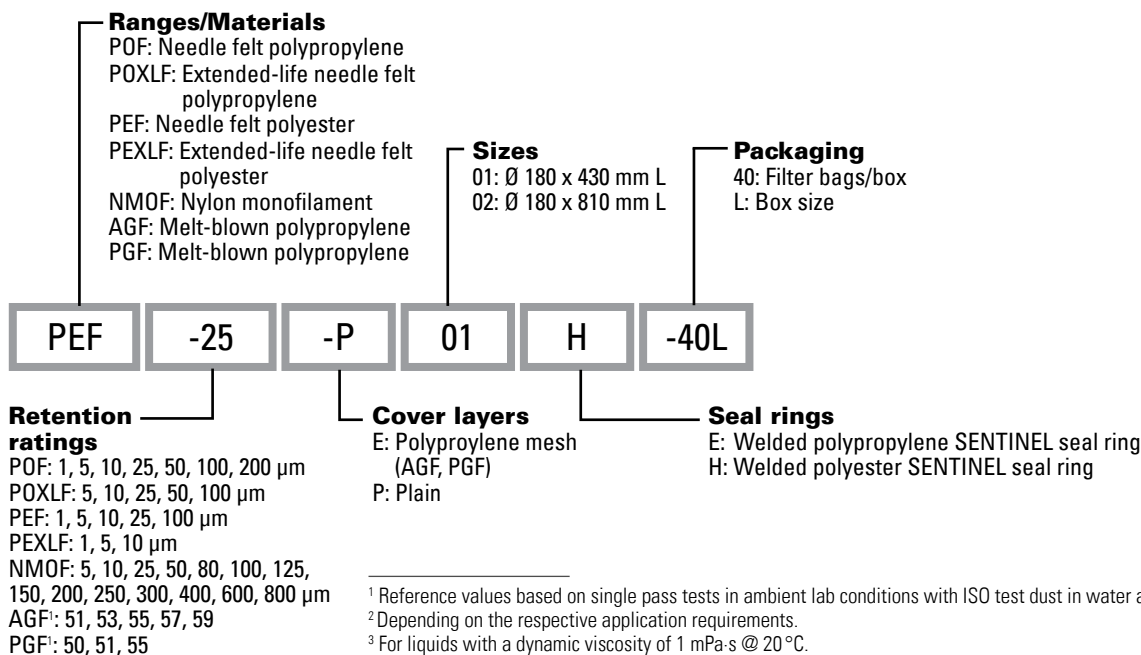 Ranges/Materials
POF: Needle felt polypropylene
POXLF: Extended-life needle felt
polypropylene
PEF: Needle felt polyester
PEXLF: Extended-life needle felt
polyester
NMOF: Nylon monofilament
AGF: Melt-blown polypropylene
PGF: Melt-blown polypropylene
Sizes
01: Ø 180 x 430 mm L
02: Ø 180 x 810 mm L
Packaging
40: Filter bags/box
L: Box size
PEF -25 -P 01 H -40L
Retention
ratings
POF: 1, 5, 10, 25, 50, 100, 200 µm
POXLF: 5, 10, 25, 50, 100 µm
PEF: 1, 5, 10, 25, 100 µm
PEXLF: 1, 5, 10 µm
NMOF: 5, 10, 25, 50, 80, 100, 125,
150, 200, 250, 300, 400, 600, 800 µm
AGF¹: 51, 53, 55, 57, 59
PGF¹: 50, 51, 55
Cover layers
E: Polyproylene mesh
(AGF, PGF)
P: Plain
Seal rings
E: Welded polypropylene SENTINEL seal ring
H: Welded polyester SENTINEL seal ring
¹ Reference values based on single pass tests in ambient lab conditions with ISO test dust in water a
² Depending on the respective application requirements.
³ For liquids with a dynamic viscosity of 1 mPa·s @ 20°C.